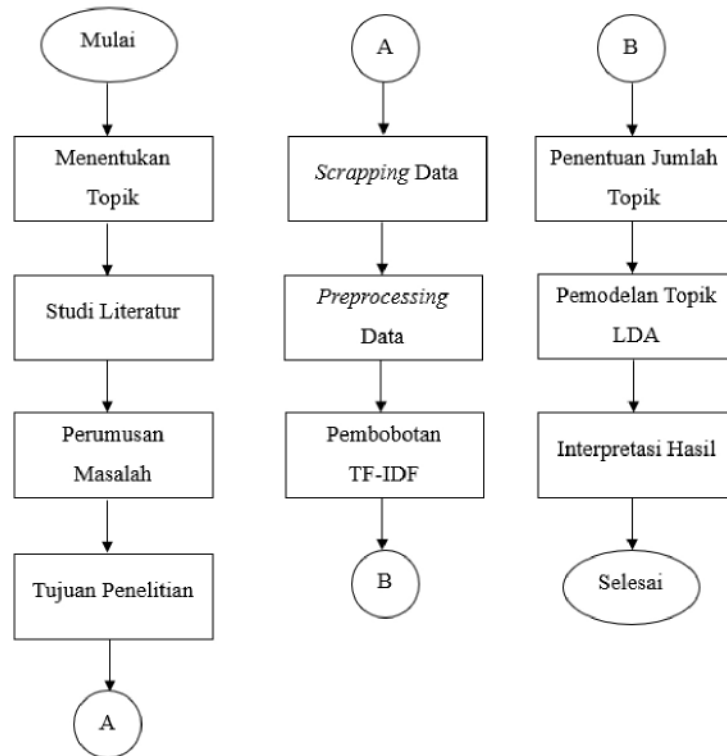 Mulai
Menentukan
Topik
Studi Literatur
Perumusan
Masalah
Tujuan Penelitian
A
A
Scrapping Data
Preprocessing
Data
Pembobotan
TF-IDF
B
B
Penentuan Jumlah
Topik
Pemodelan Topik
LDA
Interpretasi Hasil
Selesai